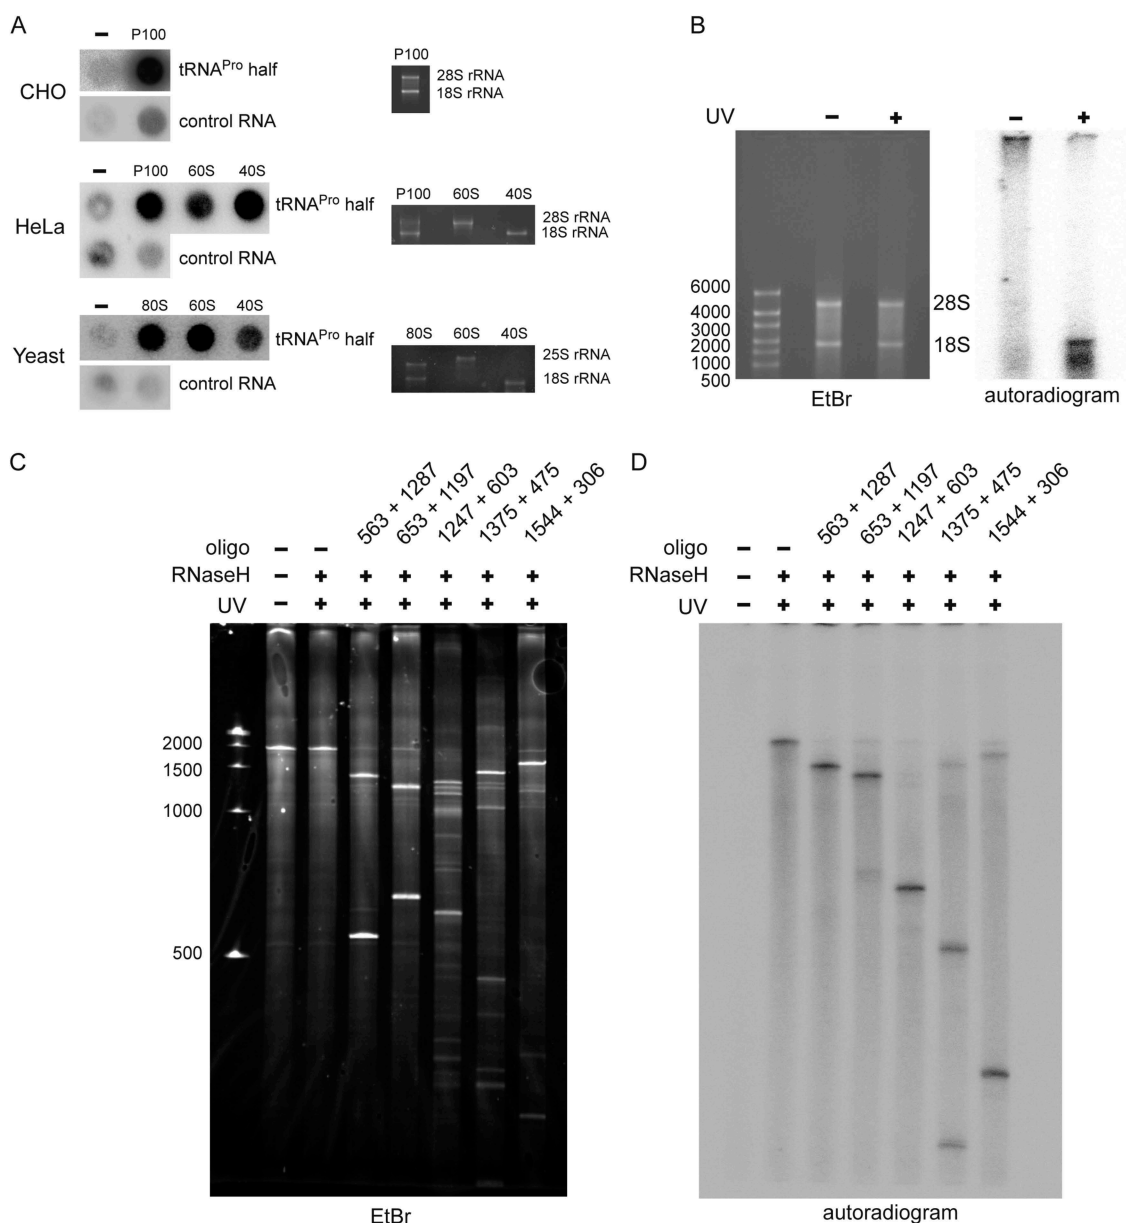 A
− P100
tRNAPro half
CHO
control RNA
P100
28S rRNA
18S rRNA
− P100 60S 40S
tRNAPro half
HeLa
control RNA
P100 60S 40S
28S rRNA
18S rRNA
− 80S 60S 40S
tRNAPro half
Yeast
control RNA
80S 60S 40S
25S rRNA
18S rRNA
B
UV − + − +
6000
4000
3000
2000
1000
500
28S
18S
EtBr
autoradiogram
C
oligo − − 563 + 1287 653 + 1197 1247 + 603 1375 + 475 1544 + 306
RNaseH − + + + + + +
UV − + + + + + +
2000
1500
1000
500
EtBr
D
oligo − − 563 + 1287 653 + 1197 1247 + 603 1375 + 475 1544 + 306
RNaseH − + + + + + +
UV − + + + + + +
autoradiogram